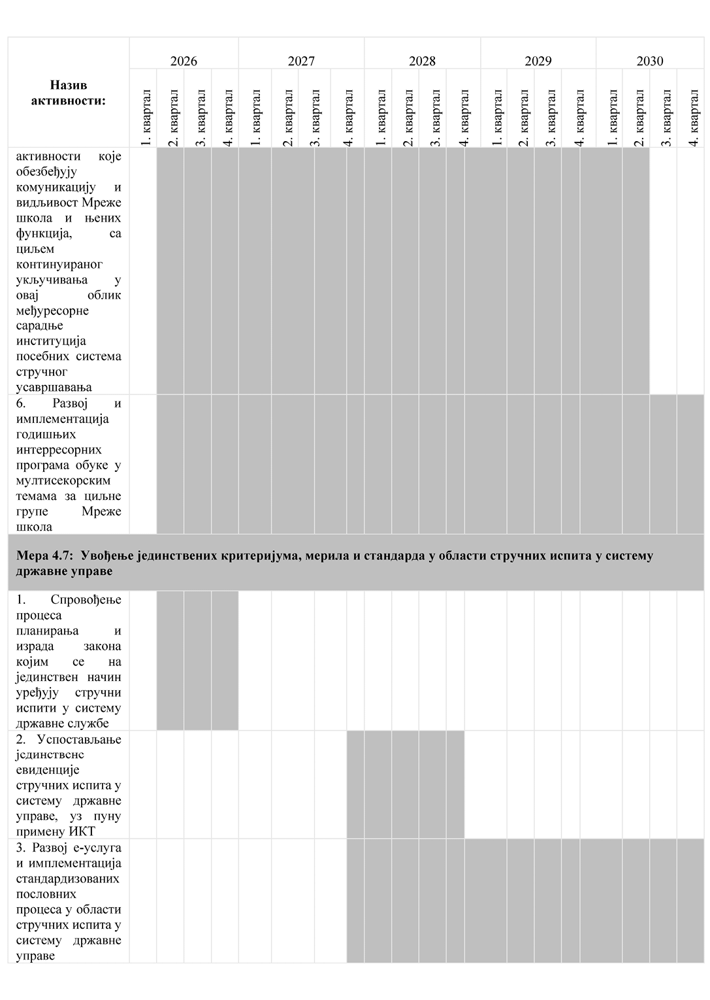 Назив
активности:
2026
2027
2028
2029
2030
1. квартал
2. квартал
3. квартал
4. квартал
1. квартал
2. квартал
3. квартал
4. квартал
1. квартал
2. квартал
3. квартал
4. квартал
1. квартал
2. квартал
3. квартал
4. квартал
1. квартал
2. квартал
3. квартал
4. квартал
активности које
обезбеђују
комуникацију и
видљивост Мреже
школа и њених
функција, са
циљем
континуираног
укључивања у
овај облик
међуресорне
сарадње
институција
посебних система
стручног
усавршавања
6. Развој и
имплементација
годишњих
интерресорних
програма обуке у
мултисекорским
темама за циљне
групе Мреже
школа
Мера 4.7: Увођење јединствених критеријума, мерила и стандарда у области стручних испита у систему
државне управе
1. Спровођење
процеса
планирања и
израда закона
којим се на
јединствен начин
уређују стручни
испити у систему
државне службе
2. Успостављање
јединствене
евиденције
стручних испита у
систему државне
управе, уз пуну
примену ИКТ
3. Развој е-услуга
и имплементација
стандардизованих
пословних
процеса у области
стручних испита у
систему државне
управе